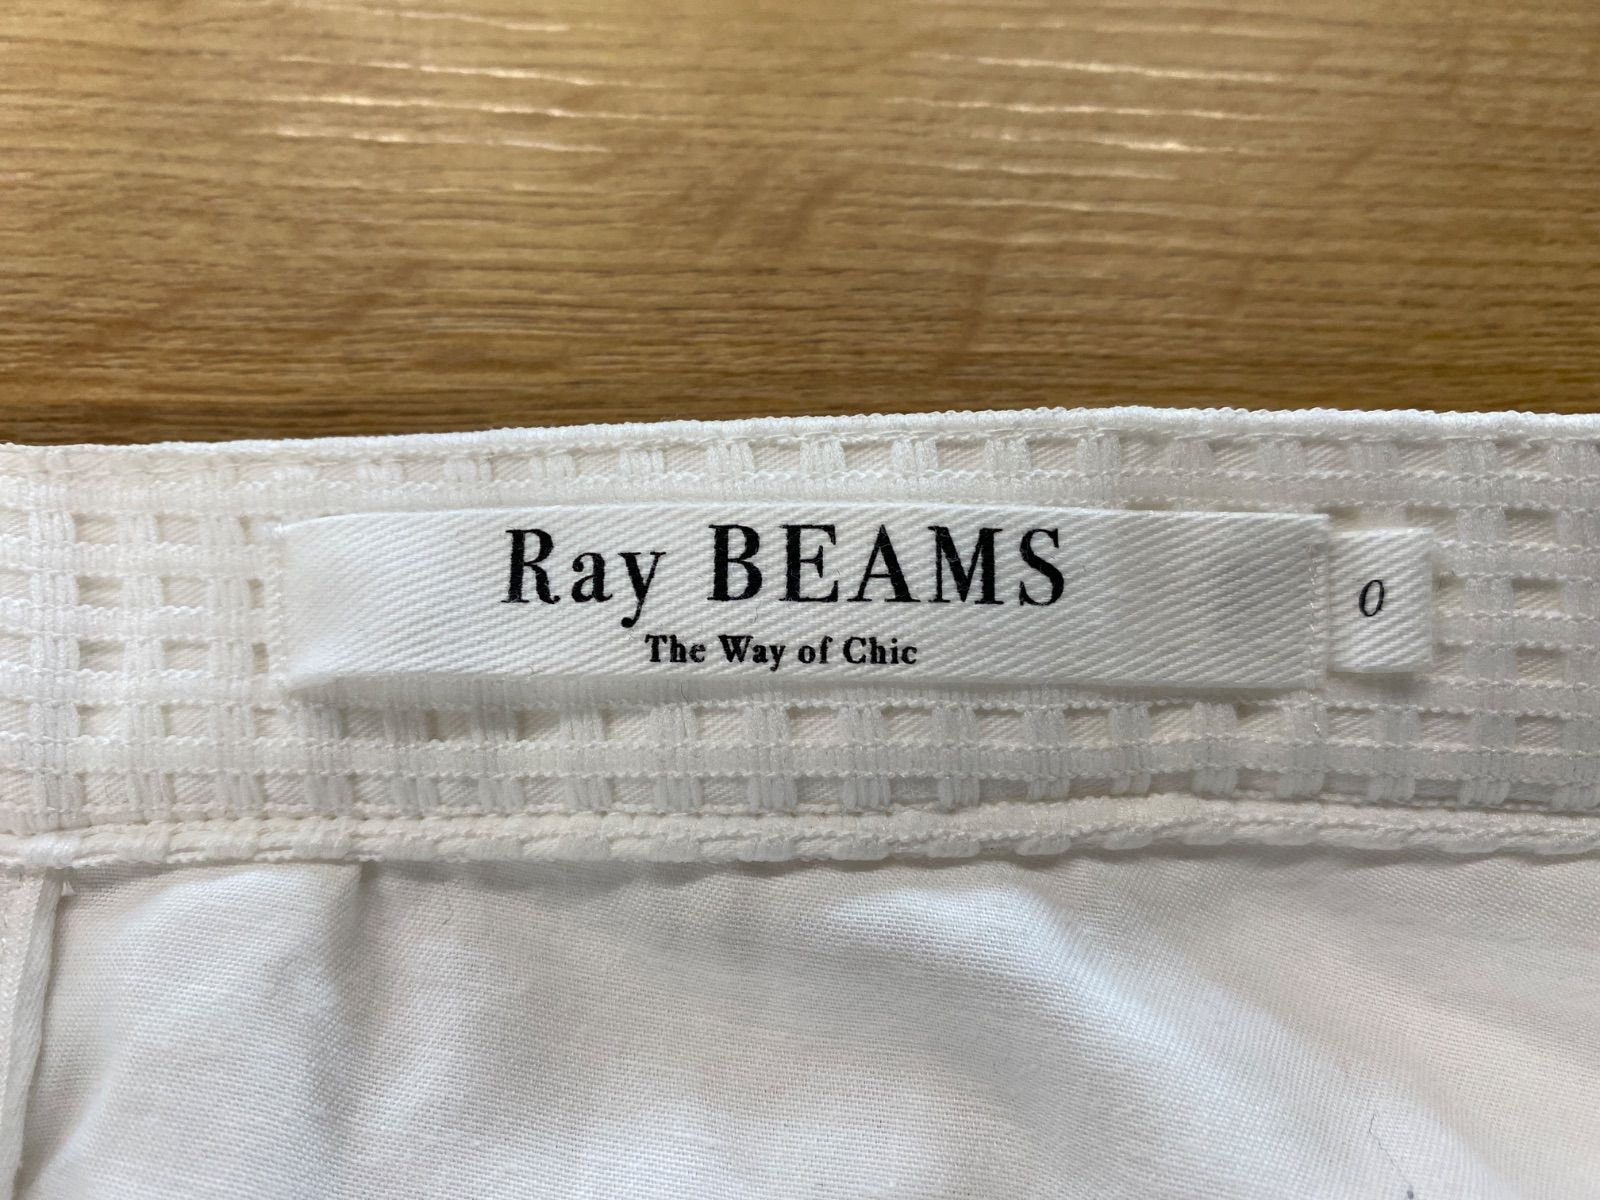 Ray BEAMS
The Way of Chic
0